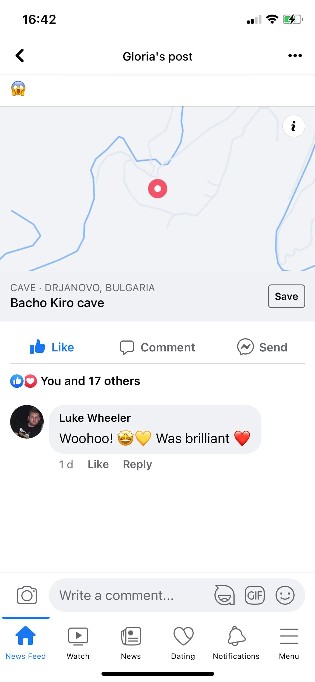 16:42
Gloria's post
CAVE · DRJANOVO, BULGARIA
Bacho Kiro cave
Save
Like
Comment
Send
You and 17 others
Luke Wheeler
Woohoo! 🤩💛 Was brilliant ❤️
1 d Like Reply
Write a comment...
GIF
News Feed Watch News Dating Notifications Menu